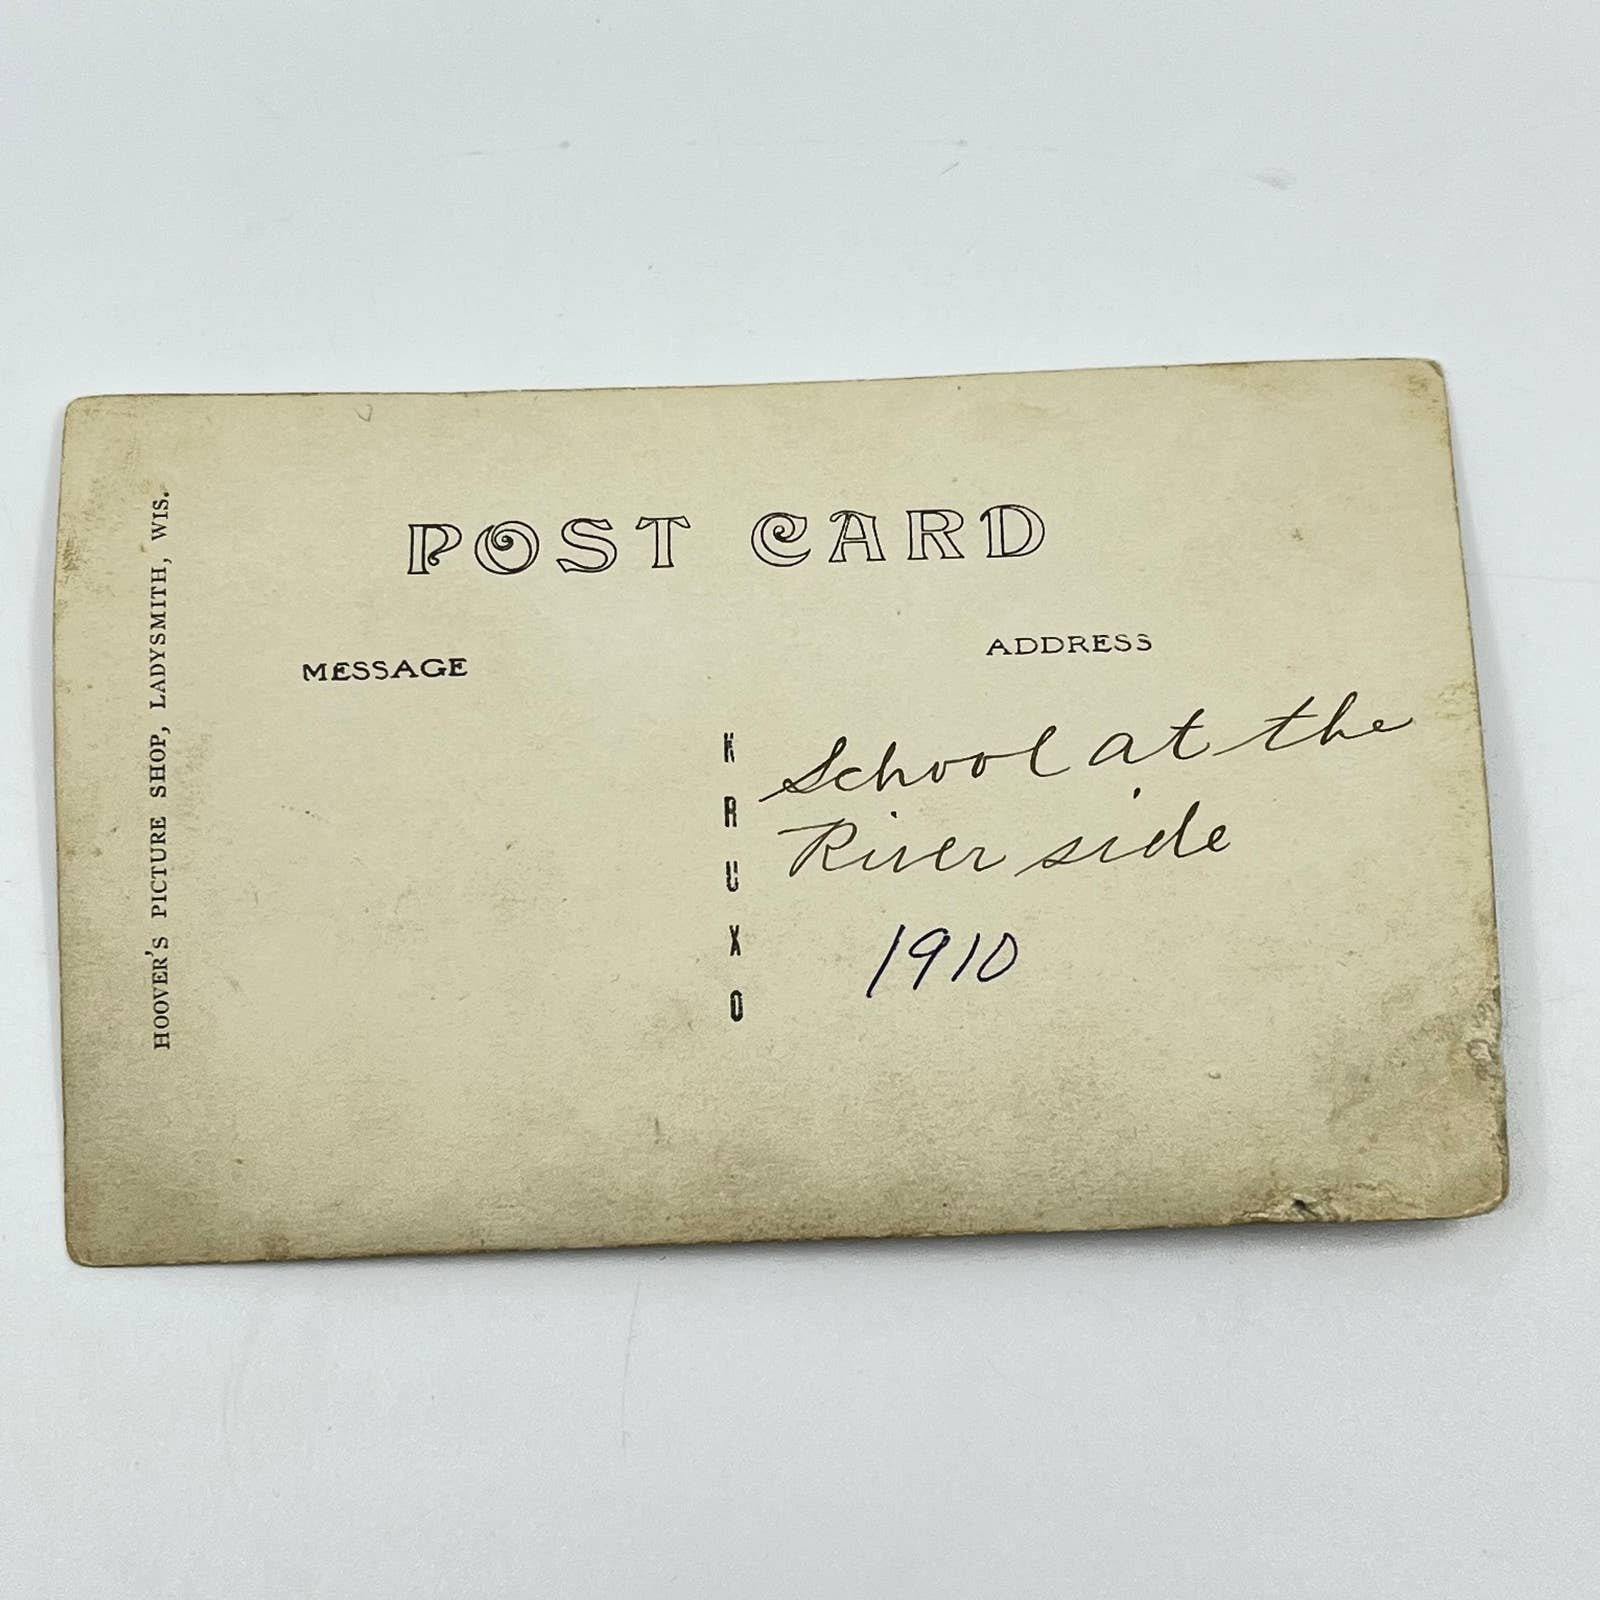 POST CARD
MESSAGE
ADDRESS
HOOVER'S PICTURE SHOP, LADYSMITH, WIS.
KRUXO
School at the
River side
1910